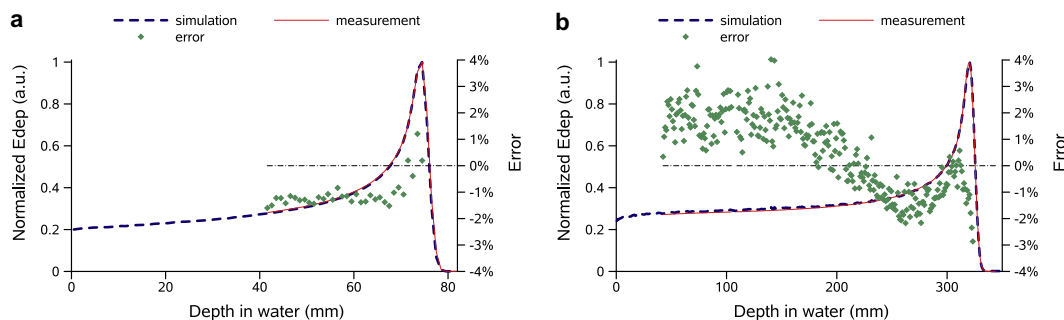 a
simulation
measurement
error
Normalized Edep (a.u.)
1
0.8
0.6
0.4
0.2
0
4%
3%
2%
1%
0%
-1%
-2%
-3%
-4%
Error
0
20
40
60
80
Depth in water (mm)
b
simulation
measurement
error
Normalized Edep (a.u.)
1
0.8
0.6
0.4
0.2
0
4%
3%
2%
1%
0%
-1%
-2%
-3%
-4%
Error
0
100
200
300
Depth in water (mm)